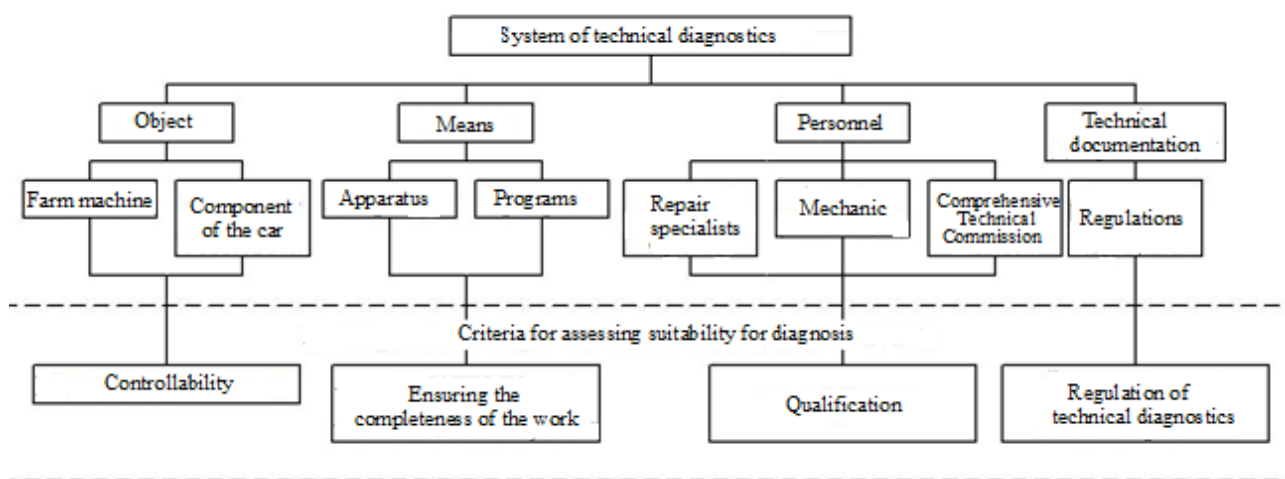 System of technical diagnostics
Object
Means
Personnel
Technical
documentation
Farm machine
Component
of the car
Apparatus
Programs
Repair
specialists
Mechanic
Comprehensive
Technical
Commission
Regulations
Criteria for assessing suitability for diagnosis
Controllability
Ensuring the
completeness of the work
Qualification
Regulation of
technical diagnostics